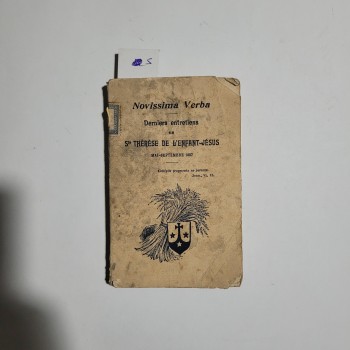 Novissima Verba
Derniers entretiens
DE
Ste THÉRÈSE DE L'ENFANT-JÉSUS
MAI-SEPTEMBRE 1897